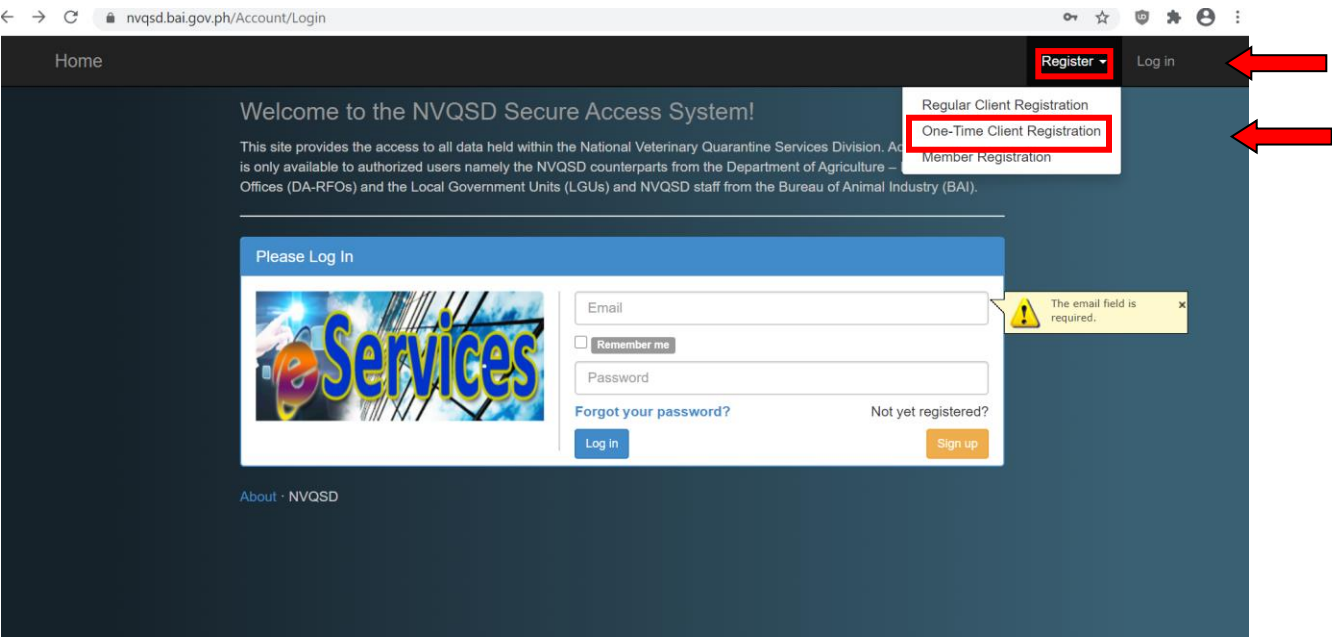 nvqsd.bai.gov.ph/Account/Login
Home
Register
Log in
Regular Client Registration
One-Time Client Registration
Member Registration
Welcome to the NVQSD Secure Access System!
This site provides the access to all data held within the National Veterinary Quarantine Services Division.
is only available to authorized users namely the NVQSD counterparts from the Department of Agriculture –
Offices (DA-RFOs) and the Local Government Units (LGUs) and NVQSD staff from the Bureau of Animal Industry (BAI).
Please Log In
eServices
Email
The email field is
required.
Remember me
Password
Forgot your password?
Not yet registered?
Log in
Sign up
About · NVQSD